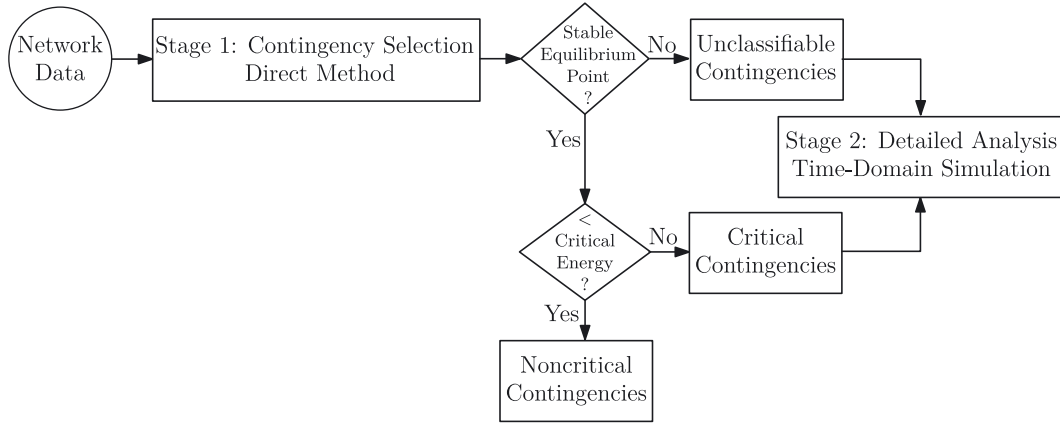 Network
Data
Stage 1: Contingency Selection
Direct Method
Stable
Equilibrium
Point
?
No
Unclassifiable
Contingencies
Stage 2: Detailed Analysis
Time-Domain Simulation
Yes
<
Critical
Energy
?
No
Critical
Contingencies
Yes
Noncritical
Contingencies